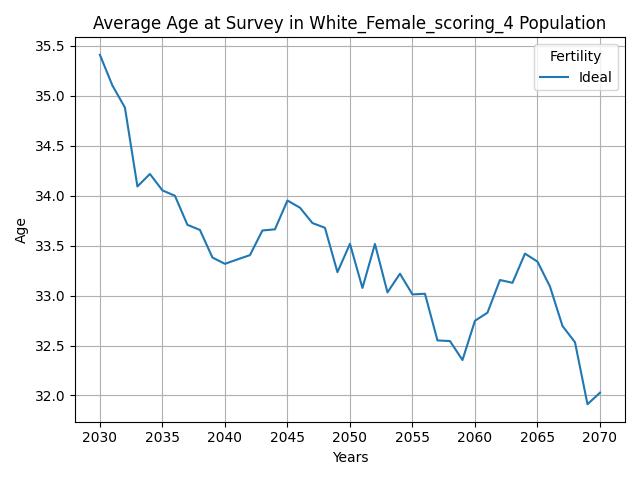 Average Age at Survey in White_Female_scoring_4 Population
Fertility
Ideal
35.5
35.0
34.5
34.0
33.5
33.0
32.5
32.0
Age
2030 2035 2040 2045 2050 2055 2060 2065 2070
Years